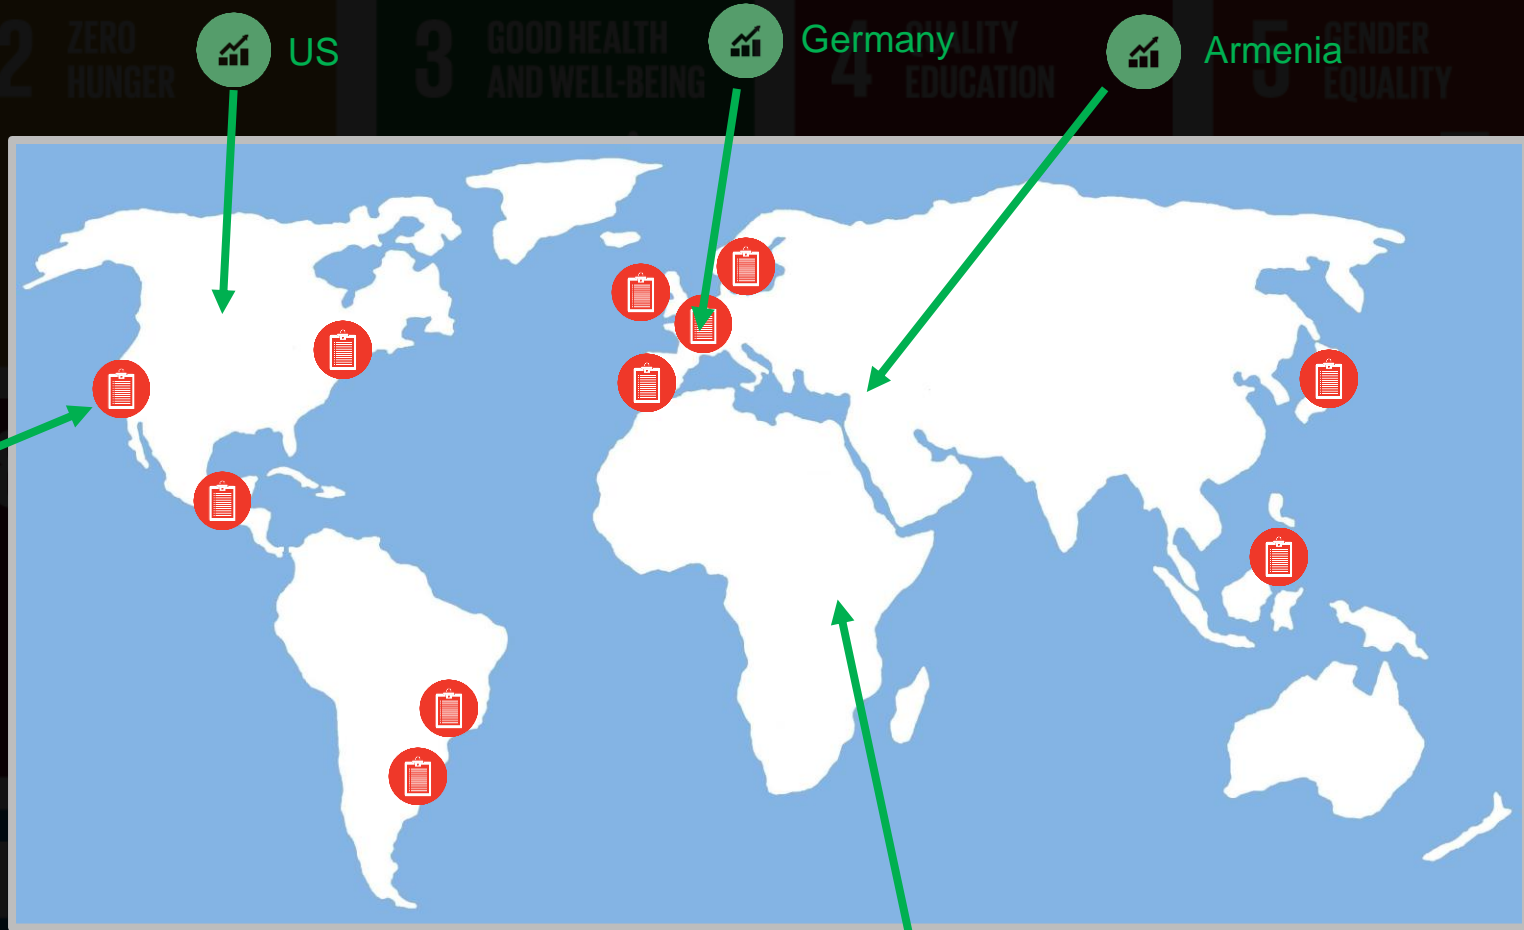 2 ZERO
HUNGER
US
3 GOOD HEALTH
AND WELL-BEING
Germany
4 QUALITY
EDUCATION
Armenia
5 GENDER
EQUALITY